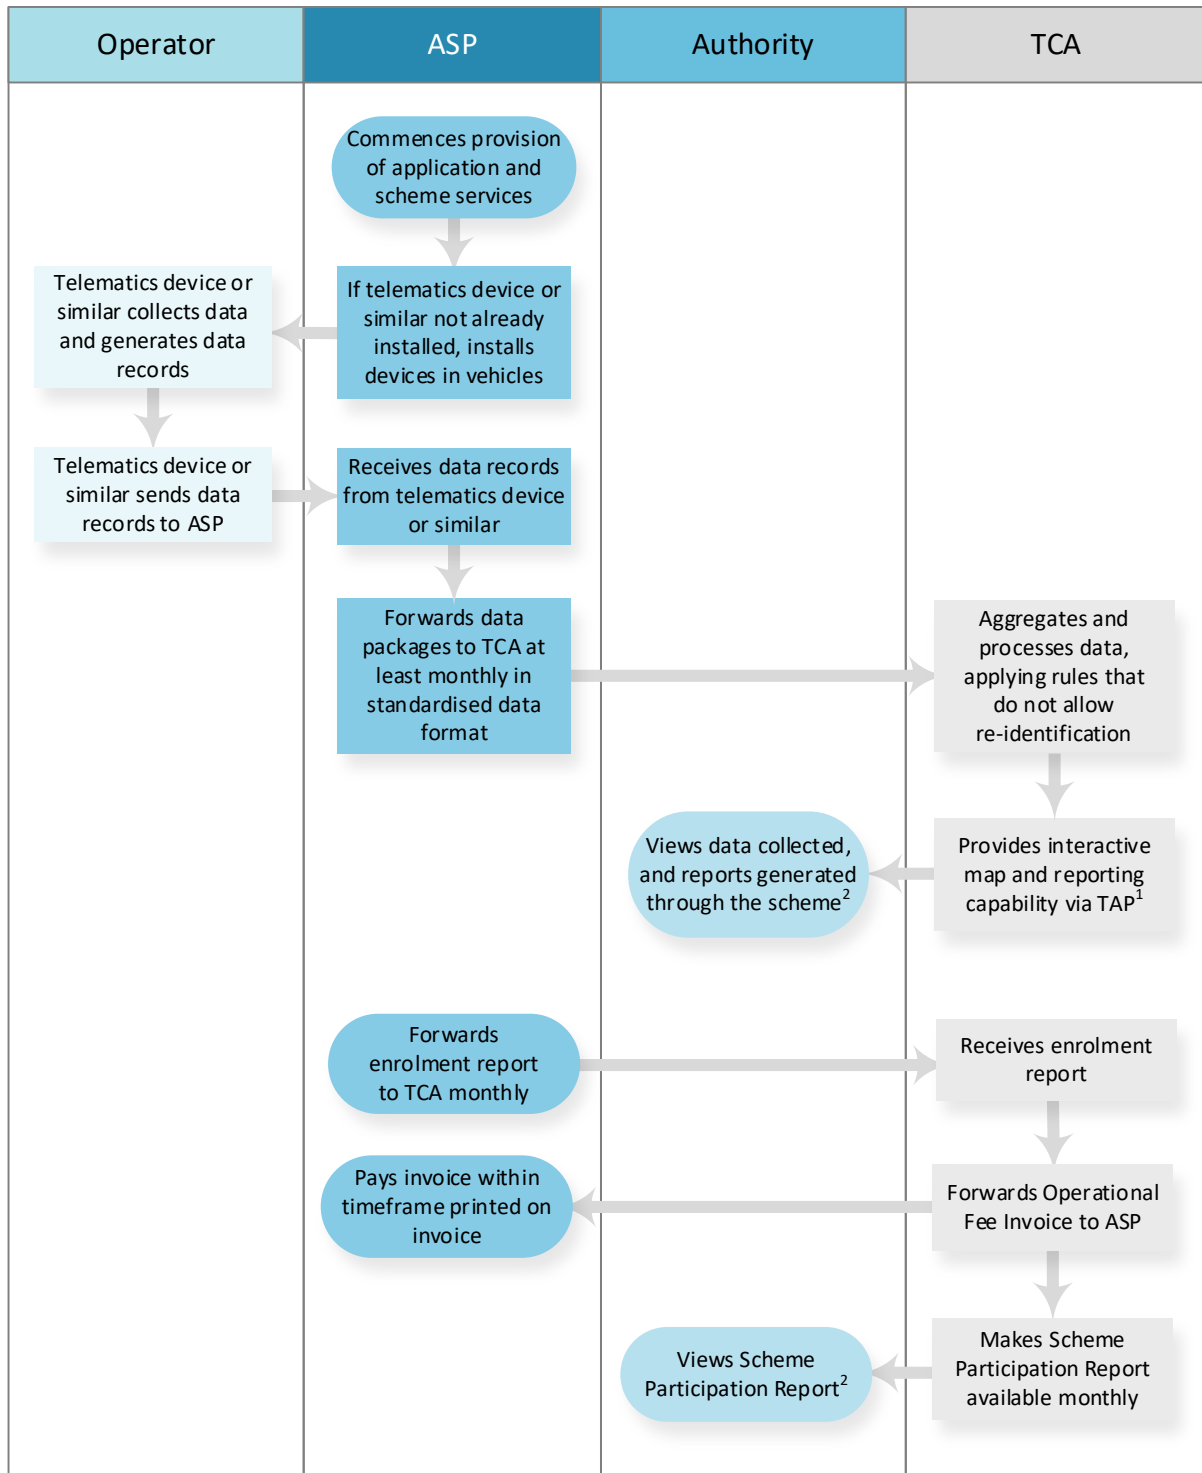 Operator
ASP
Authority
TCA
Commences provision
of application and
scheme services
Telematics device or
similar collects data
and generates data
records
If telematics device or
similar not already
installed, installs
devices in vehicles
Telematics device or
similar sends data
records to ASP
Receives data records
from telematics device
or similar
Forwards data
packages to TCA at
least monthly in
standardised data
format
Aggregates and
processes data,
applying rules that
do not allow
re-identification
Views data collected,
and reports generated
through the scheme²
Provides interactive
map and reporting
capability via TAP¹
Forwards
enrolment report
to TCA monthly
Receives enrolment
report
Pays invoice within
timeframe printed on
invoice
Forwards Operational
Fee Invoice to ASP
Views Scheme
Participation Report²
Makes Scheme
Participation Report
available monthly